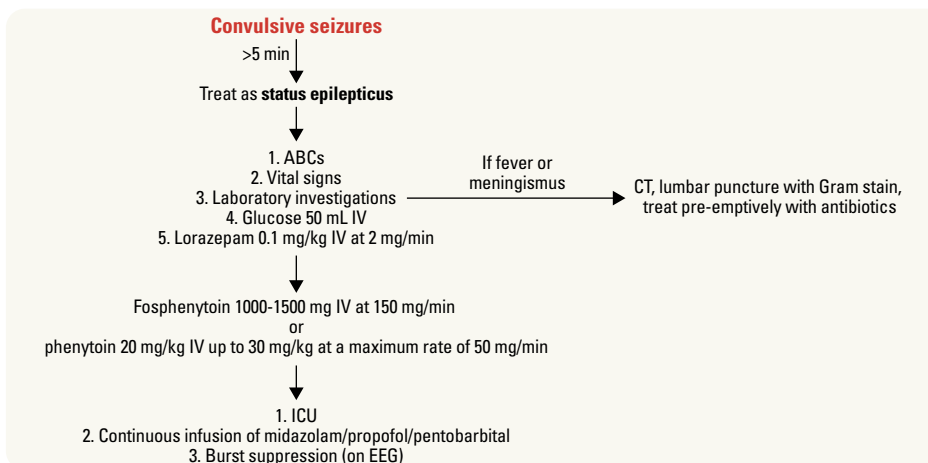 Convulsive seizures
>5 min
Treat as status epilepticus
1. ABCs
2. Vital signs
3. Laboratory investigations
4. Glucose 50 mL IV
5. Lorazepam 0.1 mg/kg IV at 2 mg/min
If fever or
meningismus
CT, lumbar puncture with Gram stain,
treat pre-emptively with antibiotics
Fosphenytoin 1000-1500 mg IV at 150 mg/min
or
phenytoin 20 mg/kg IV up to 30 mg/kg at a maximum rate of 50 mg/min
1. ICU
2. Continuous infusion of midazolam/propofol/pentobarbital
3. Burst suppression (on EEG)